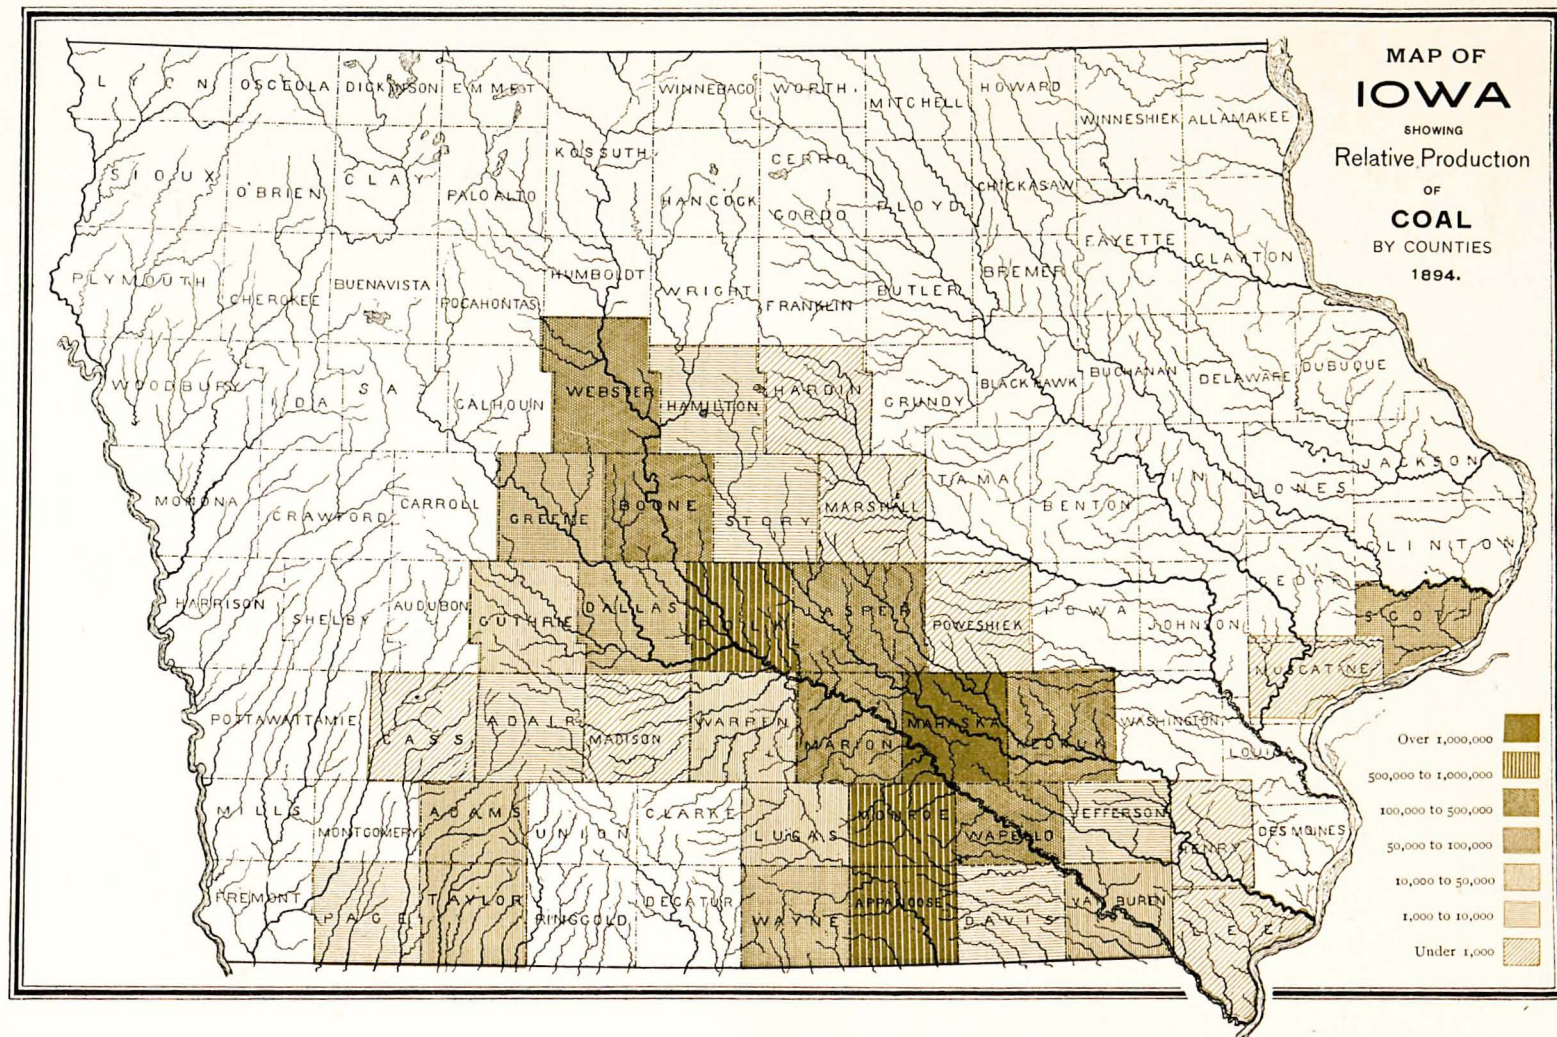 MAP OF
IOWA
SHOWING
Relative Production
OF
COAL
BY COUNTIES
1894.
LYON OSCEOLA DICKINSON EMMET WINNEBAGO WORTH MITCHELL HOWARD WINNESHIEK ALLAMAKEE
SIOUX O'BRIEN CLAY PALO ALTO KOSSUTH HANCOCK CERRO GORDO FLOYD CHICKASAW
PLYMOUTH CHEROKEE BUENAVISTA POCAHONTAS HUMBOLDT WRIGHT FRANKLIN BUTLER BREMER FAYETTE CLAYTON
WOODBURY IDA SA CALHOUN WEBSTER HAMILTON HARDIN GRUNDY BLACKHAWK BUCHANAN DELAWARE DUBUQUE
MONONA CRAWFORD CARROLL GREENE BOONE STORY MARSHALL TAMA BENTON LINN JONES JACKSON
CLINTON
HARRISON SHELBY AUDUBON GUTHRIE DALLAS POLK JASPER POWESHIEK IOWA JOHNSON CEDAR SCOTT
MUSCATINE
POTTAWATTAMIE CASS ADAIR MADISON WARREN MARION MAHASKA KEOKUK WASHINGTON LOUISA
MILLS MONTGOMERY ADAMS UNION CLARKE LUCAS MONROE WAPELLO JEFFERSON HENRY DESMOINES
FREMONT PAGE TAYLOR RINGGOLD DECATUR WAYNE APPANOOSE DAVIS VAN BUREN LEE
Over 1,000,000
500,000 to 1,000,000
100,000 to 500,000
50,000 to 100,000
10,000 to 50,000
1,000 to 10,000
Under 1,000